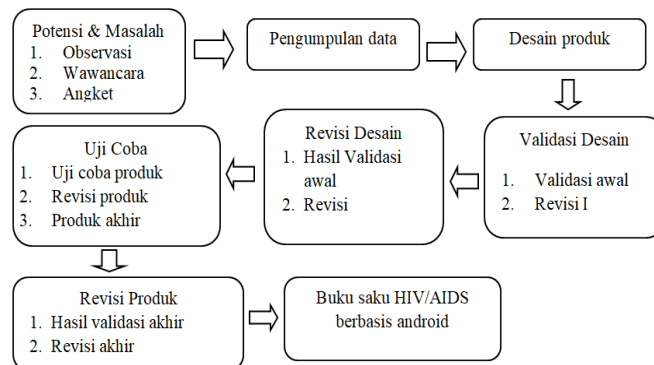 Potensi & Masalah
1. Observasi
2. Wawancara
3. Angket
Pengumpulan data
Desain produk
Validasi Desain
1. Validasi awal
2. Revisi I
Revisi Desain
1. Hasil Validasi
awal
2. Revisi
Uji Coba
1. Uji coba produk
2. Revisi produk
3. Produk akhir
Revisi Produk
1. Hasil validasi akhir
2. Revisi akhir
Buku saku HIV/AIDS
berbasis android